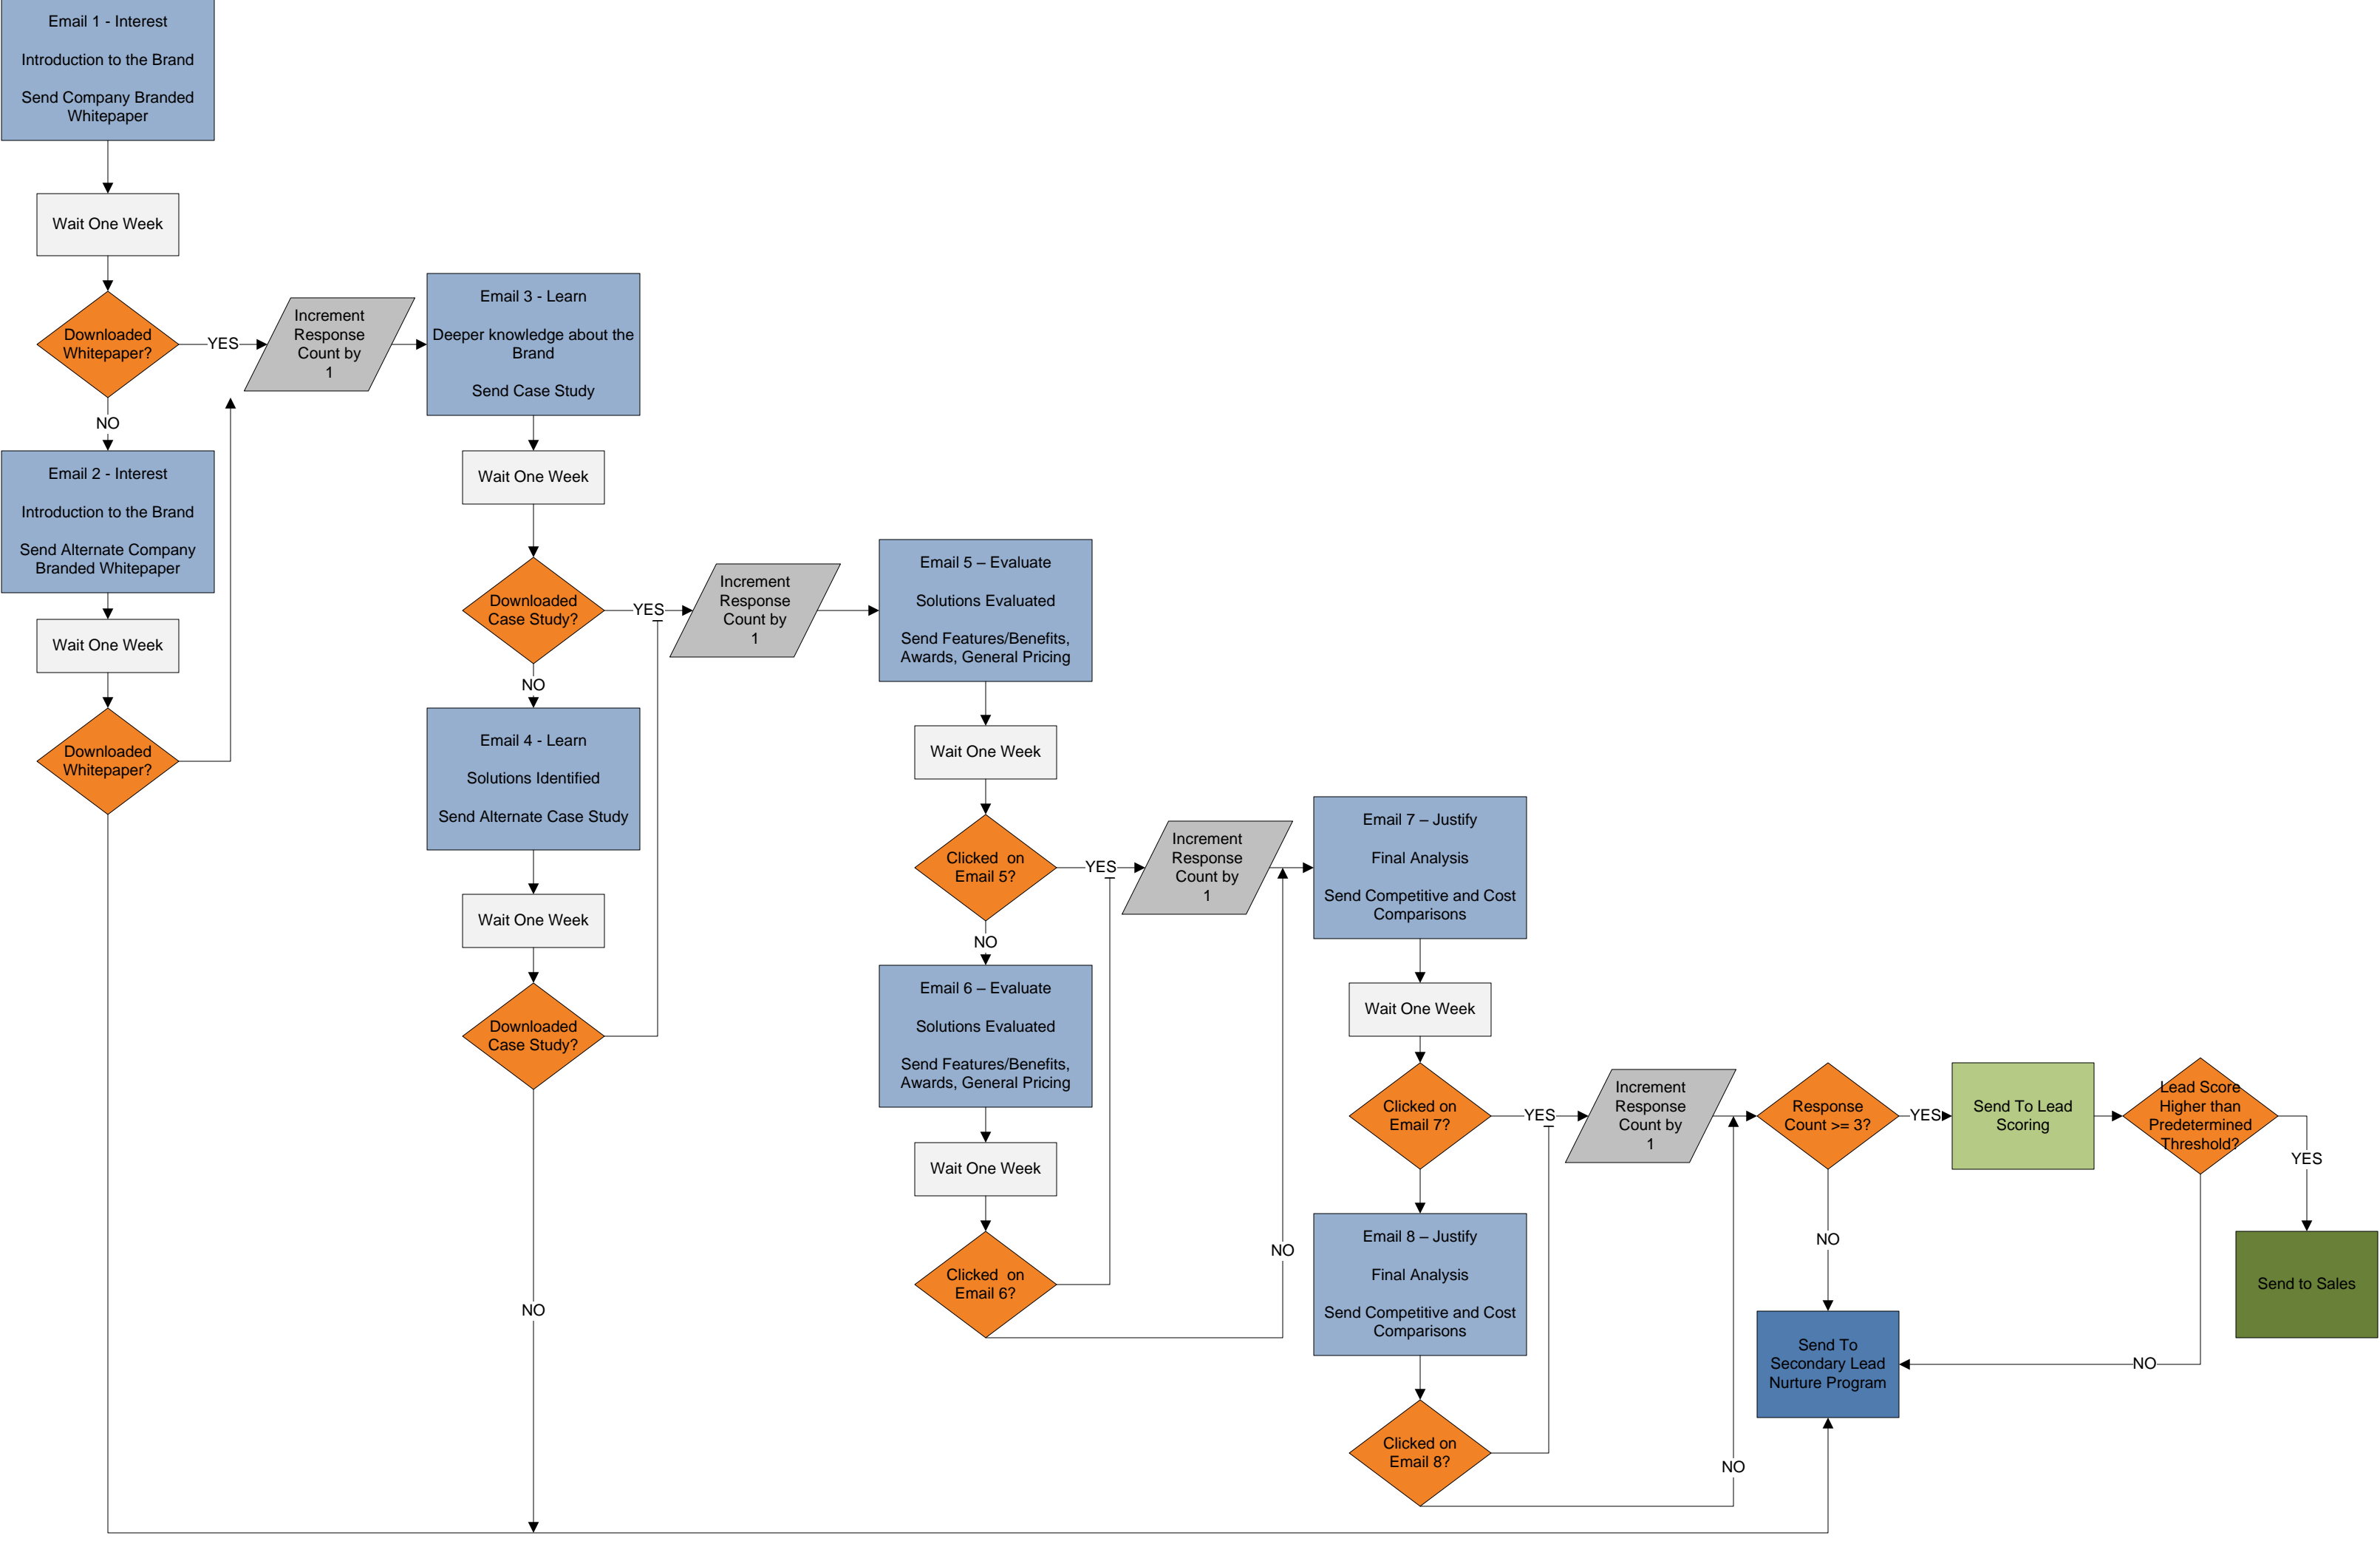 Email 1 - Interest
Introduction to the Brand
Send Company Branded
Whitepaper
Wait One Week
Downloaded
Whitepaper?
YES
NO
Increment
Response
Count by
1
Email 2 - Interest
Introduction to the Brand
Send Alternate Company
Branded Whitepaper
Wait One Week
Downloaded
Whitepaper?
Email 3 - Learn
Deeper knowledge about the
Brand
Send Case Study
Wait One Week
Downloaded
Case Study?
YES
NO
Increment
Response
Count by
1
Email 4 - Learn
Solutions Identified
Send Alternate Case Study
Wait One Week
Downloaded
Case Study?
NO
Email 5 – Evaluate
Solutions Evaluated
Send Features/Benefits,
Awards, General Pricing
Wait One Week
Clicked on
Email 5?
YES
NO
Increment
Response
Count by
1
Email 6 – Evaluate
Solutions Evaluated
Send Features/Benefits,
Awards, General Pricing
Wait One Week
Clicked on
Email 6?
NO
Email 7 – Justify
Final Analysis
Send Competitive and Cost
Comparisons
Wait One Week
Clicked on
Email 7?
YES
Increment
Response
Count by
1
Email 8 – Justify
Final Analysis
Send Competitive and Cost
Comparisons
Clicked on
Email 8?
NO
Response
Count >= 3?
YES
NO
Send To Lead
Scoring
Lead Score
Higher than
Predetermined
Threshold?
YES
NO
Send to Sales
Send To
Secondary Lead
Nurture Program